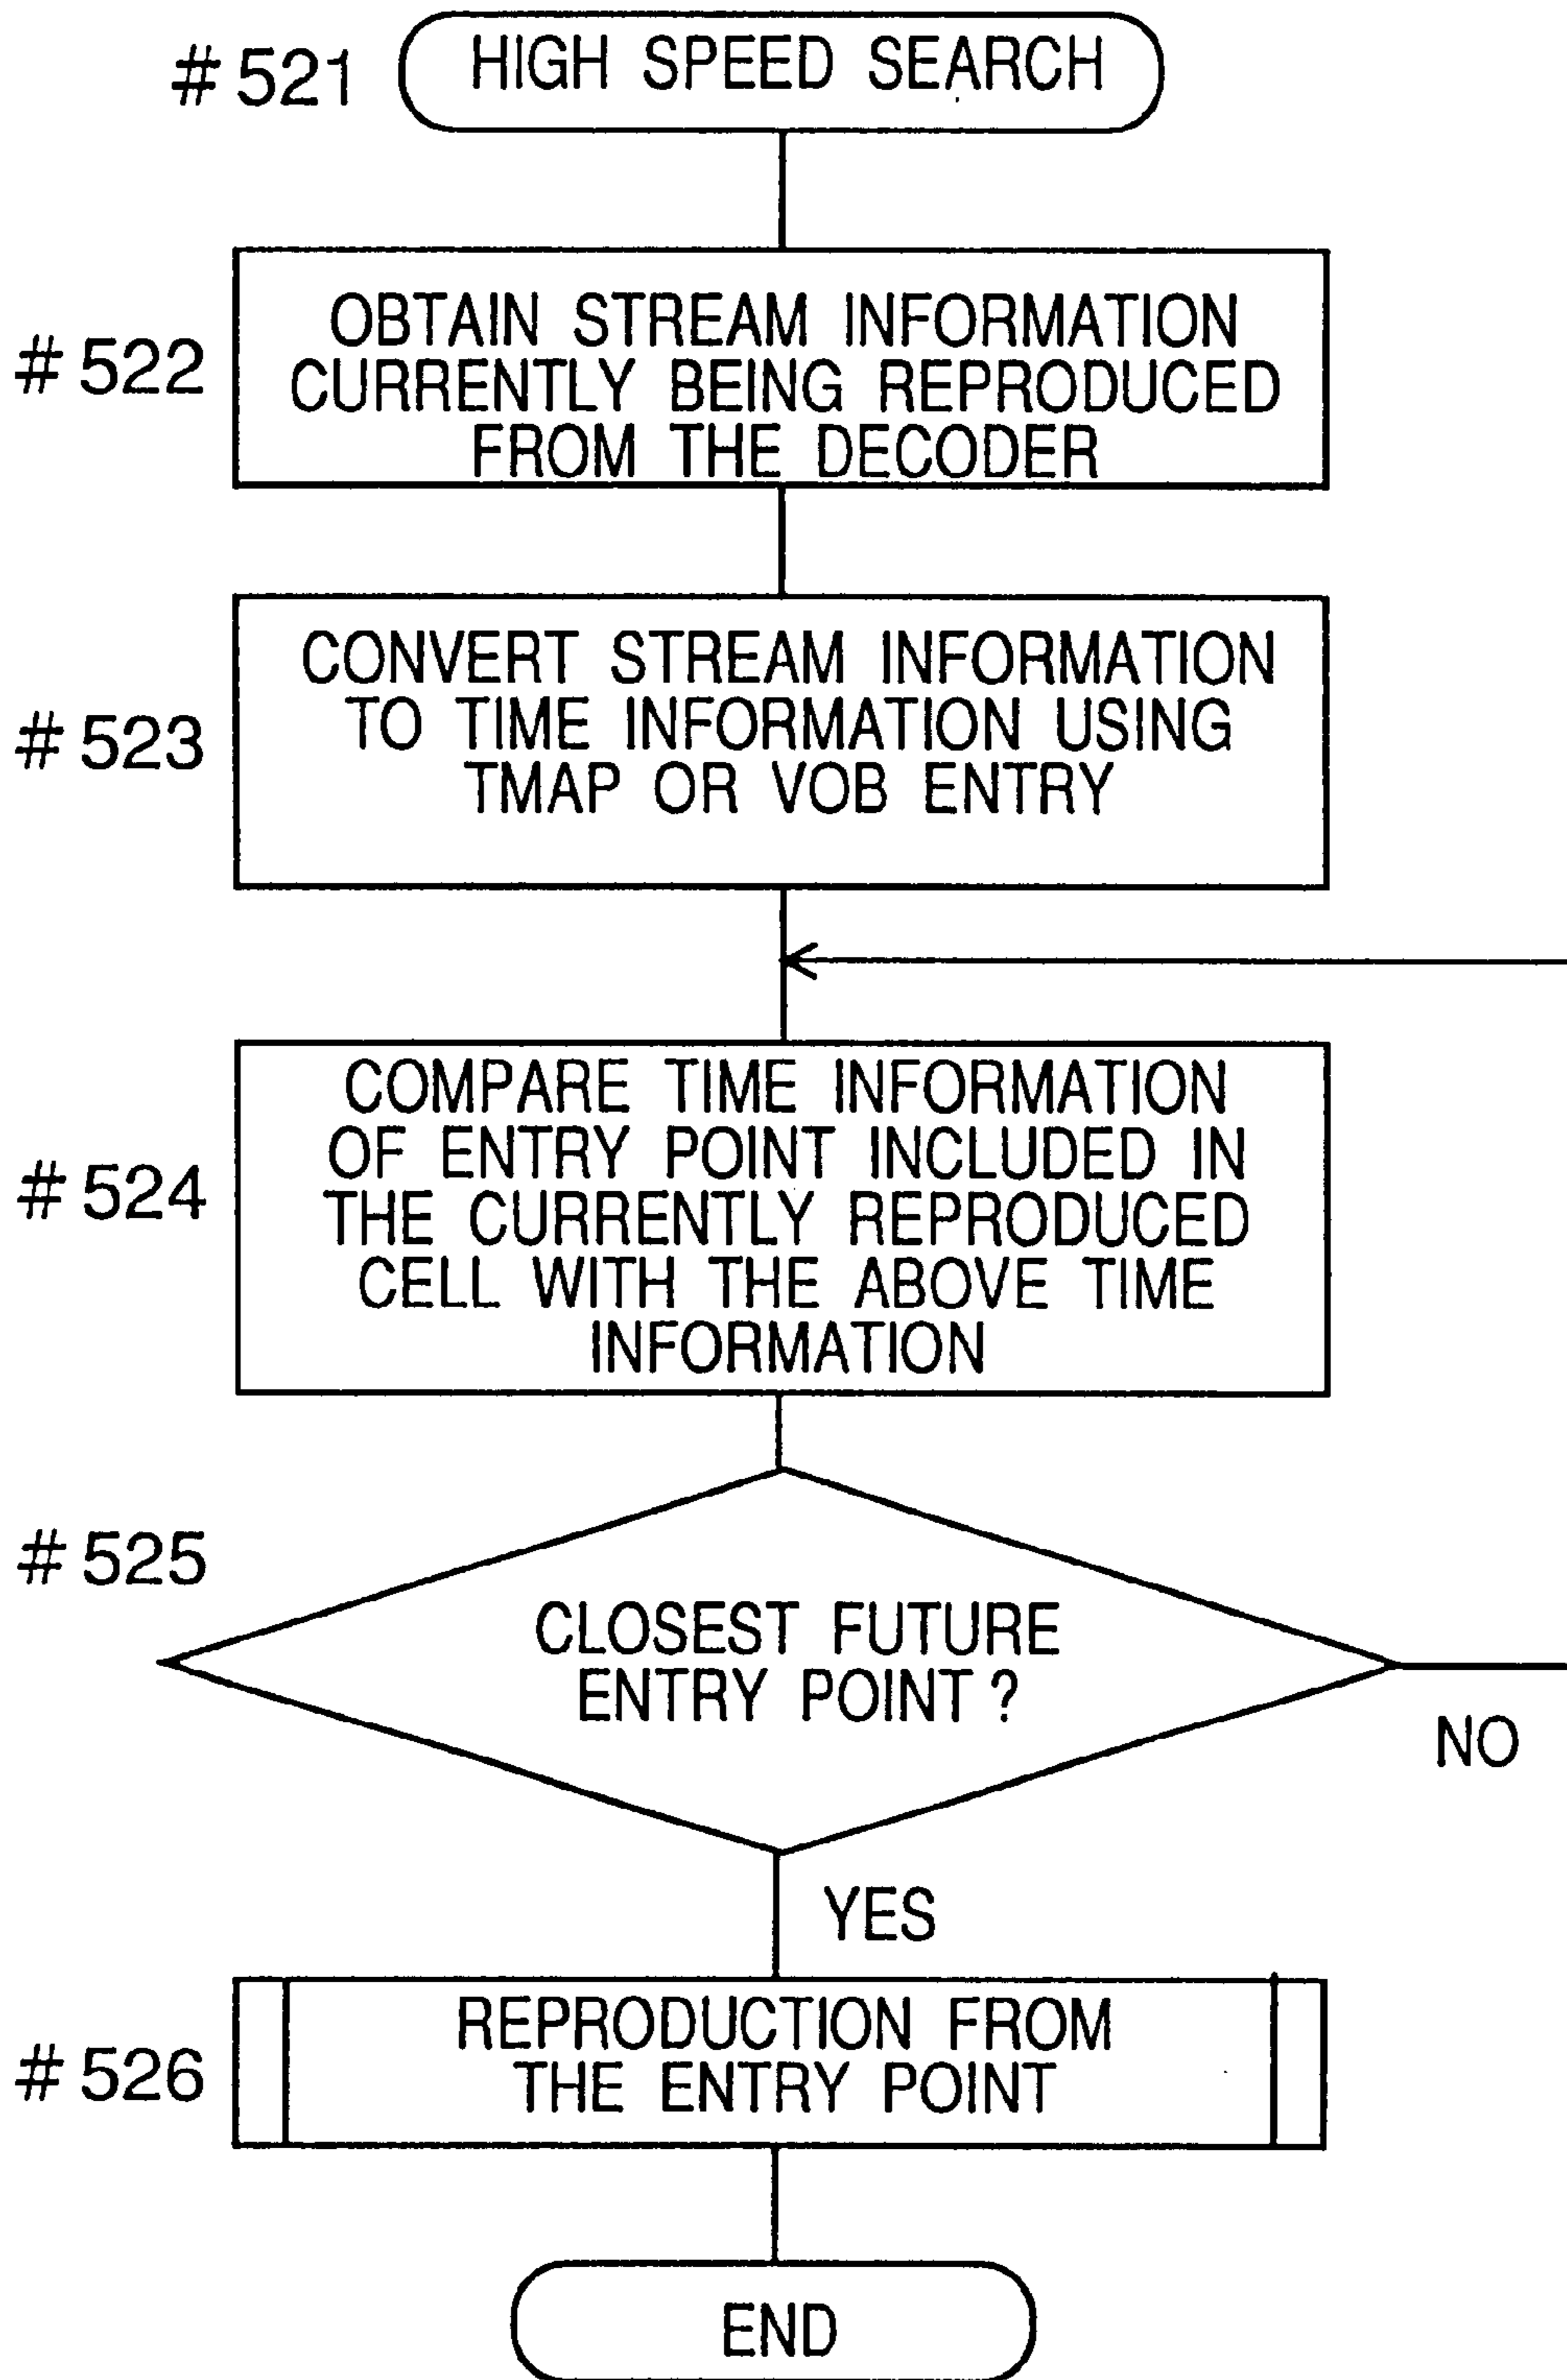 #521
HIGH SPEED SEARCH
#522
OBTAIN STREAM INFORMATION
CURRENTLY BEING REPRODUCED
FROM THE DECODER
#523
CONVERT STREAM INFORMATION
TO TIME INFORMATION USING
TMAP OR VOB ENTRY
#524
COMPARE TIME INFORMATION
OF ENTRY POINT INCLUDED IN
THE CURRENTLY REPRODUCED
CELL WITH THE ABOVE TIME
INFORMATION
#525
CLOSEST FUTURE
ENTRY POINT?
NO
YES
#526
REPRODUCTION FROM
THE ENTRY POINT
END